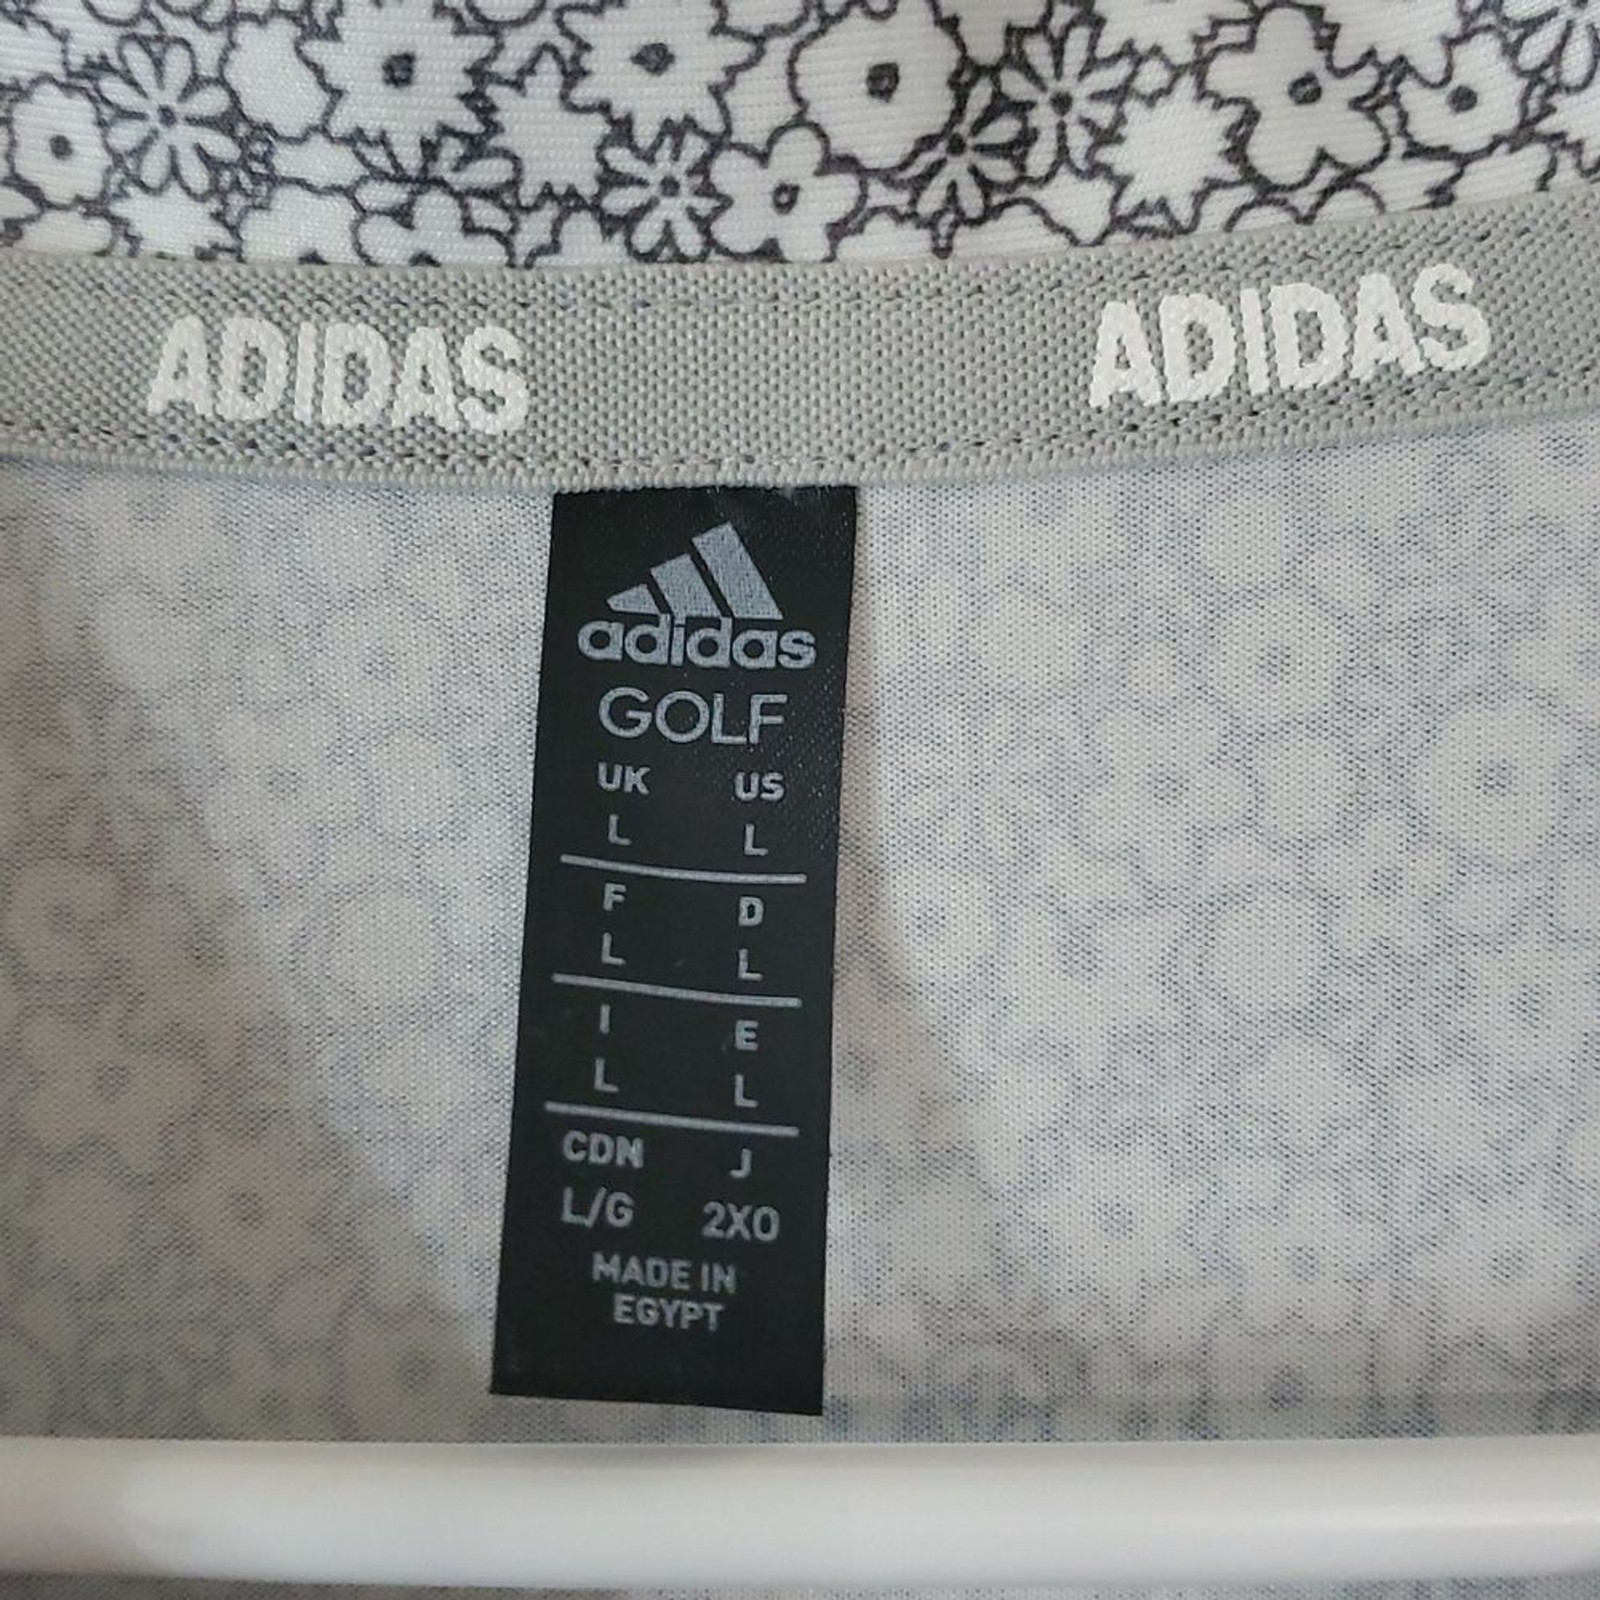 ADIDAS ADIDAS
adidas
GOLF
UK US
L L
F D
L L
I E
L L
CDN J
L/G 2XO
MADE IN
EGYPT